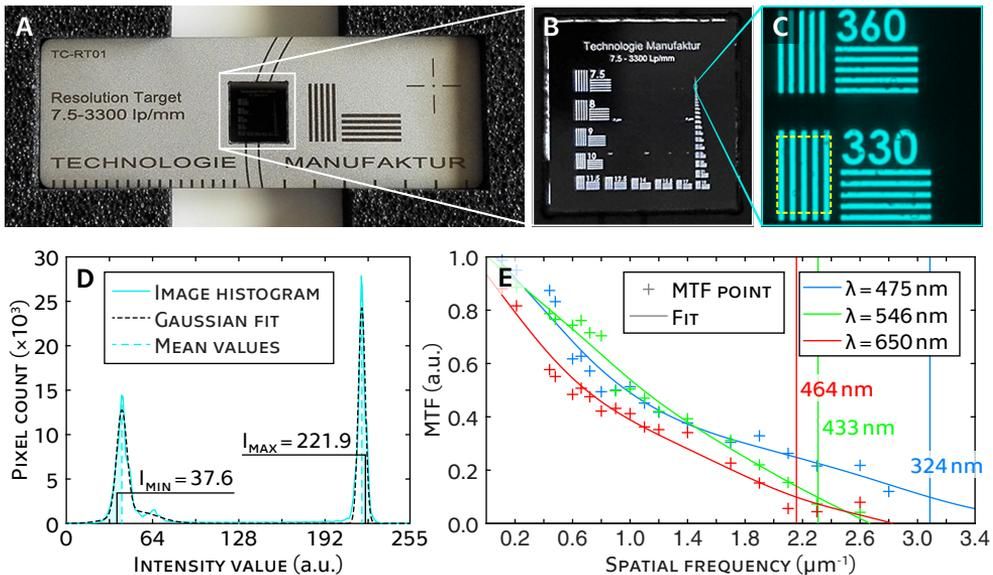 A
TC-RT01
Resolution Target
7.5-3300 lp/mm
TECHNOLOGIE MANUFAKTUR
B
Technologie Manufaktur
7.5 - 3300 Lp/mm
7.5
8
9
10
11.5 12.5
C
360
330
D
30
25
20
15
10
5
0
PIXEL COUNT (×10³)
IMAGE HISTOGRAM
GAUSSIAN FIT
MEAN VALUES
I_MIN = 37.6
I_MAX = 221.9
0 64 128 192 255
INTENSITY VALUE (a.u.)
E
1.0
0.8
0.6
0.4
0.2
0.0
MTF (a.u.)
MTF POINT
FIT
λ = 475 nm
λ = 546 nm
λ = 650 nm
464 nm
433 nm
324 nm
0.2 0.6 1.0 1.4 1.8 2.2 2.6 3.0 3.4
SPATIAL FREQUENCY (µm⁻¹)